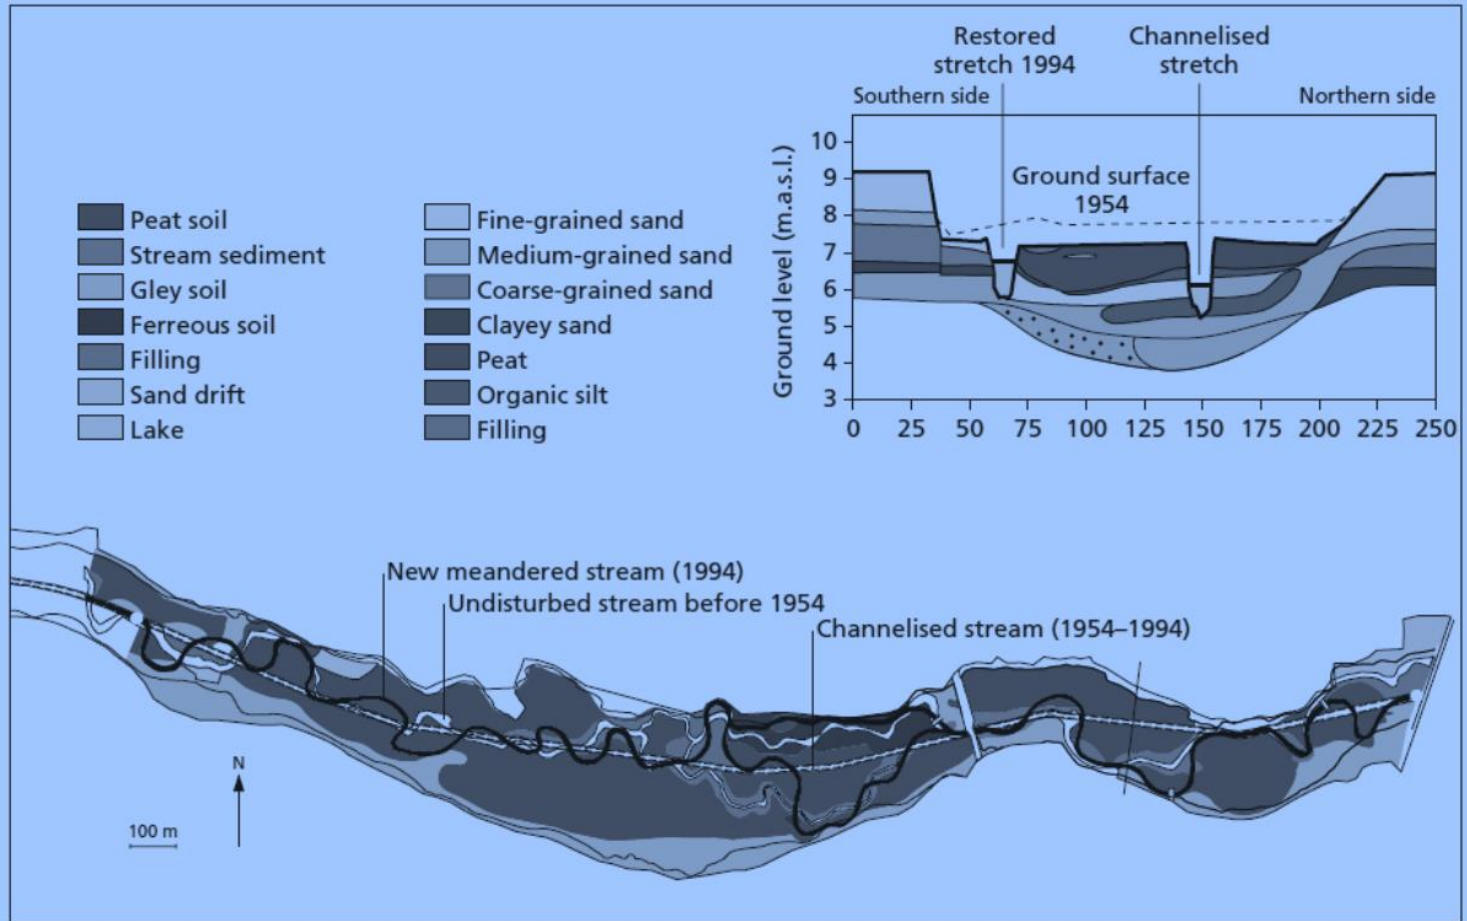 Restored
stretch 1994
Channelised
stretch
Southern side
Northern side
Ground level (m.a.s.l.)
10
9
8
7
6
5
4
3
Ground surface
1954
0 25 50 75 100 125 150 175 200 225 250
Peat soil
Stream sediment
Gley soil
Ferreous soil
Filling
Sand drift
Lake
Fine-grained sand
Medium-grained sand
Coarse-grained sand
Clayey sand
Peat
Organic silt
Filling
New meandered stream (1994)
Undisturbed stream before 1954
Channelised stream (1954–1994)
N
100 m